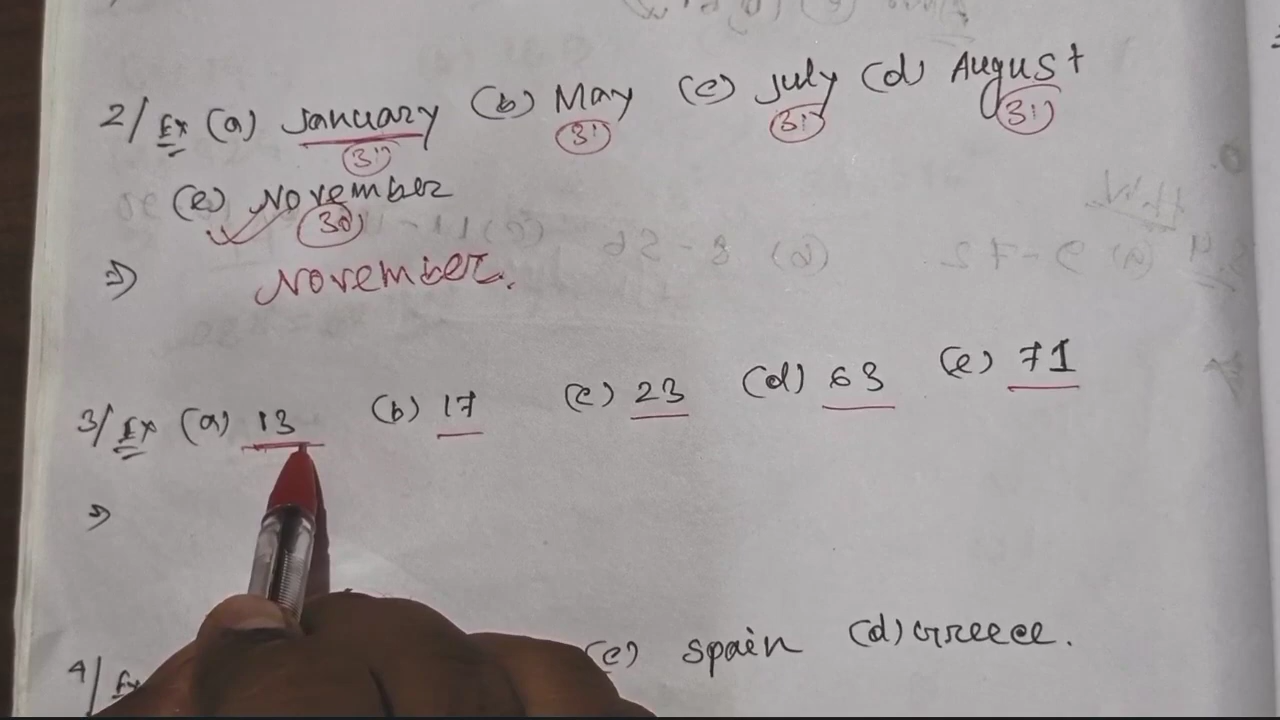 2/ Ex (a) January (b) May (c) July (d) August
31 31 31 31
(e) November
30
⇒ November.
3/ Ex (a) 13 (b) 17 (c) 23 (d) 63 (e) 71
⇒
4/ Ex (c) spain (d) Greece.